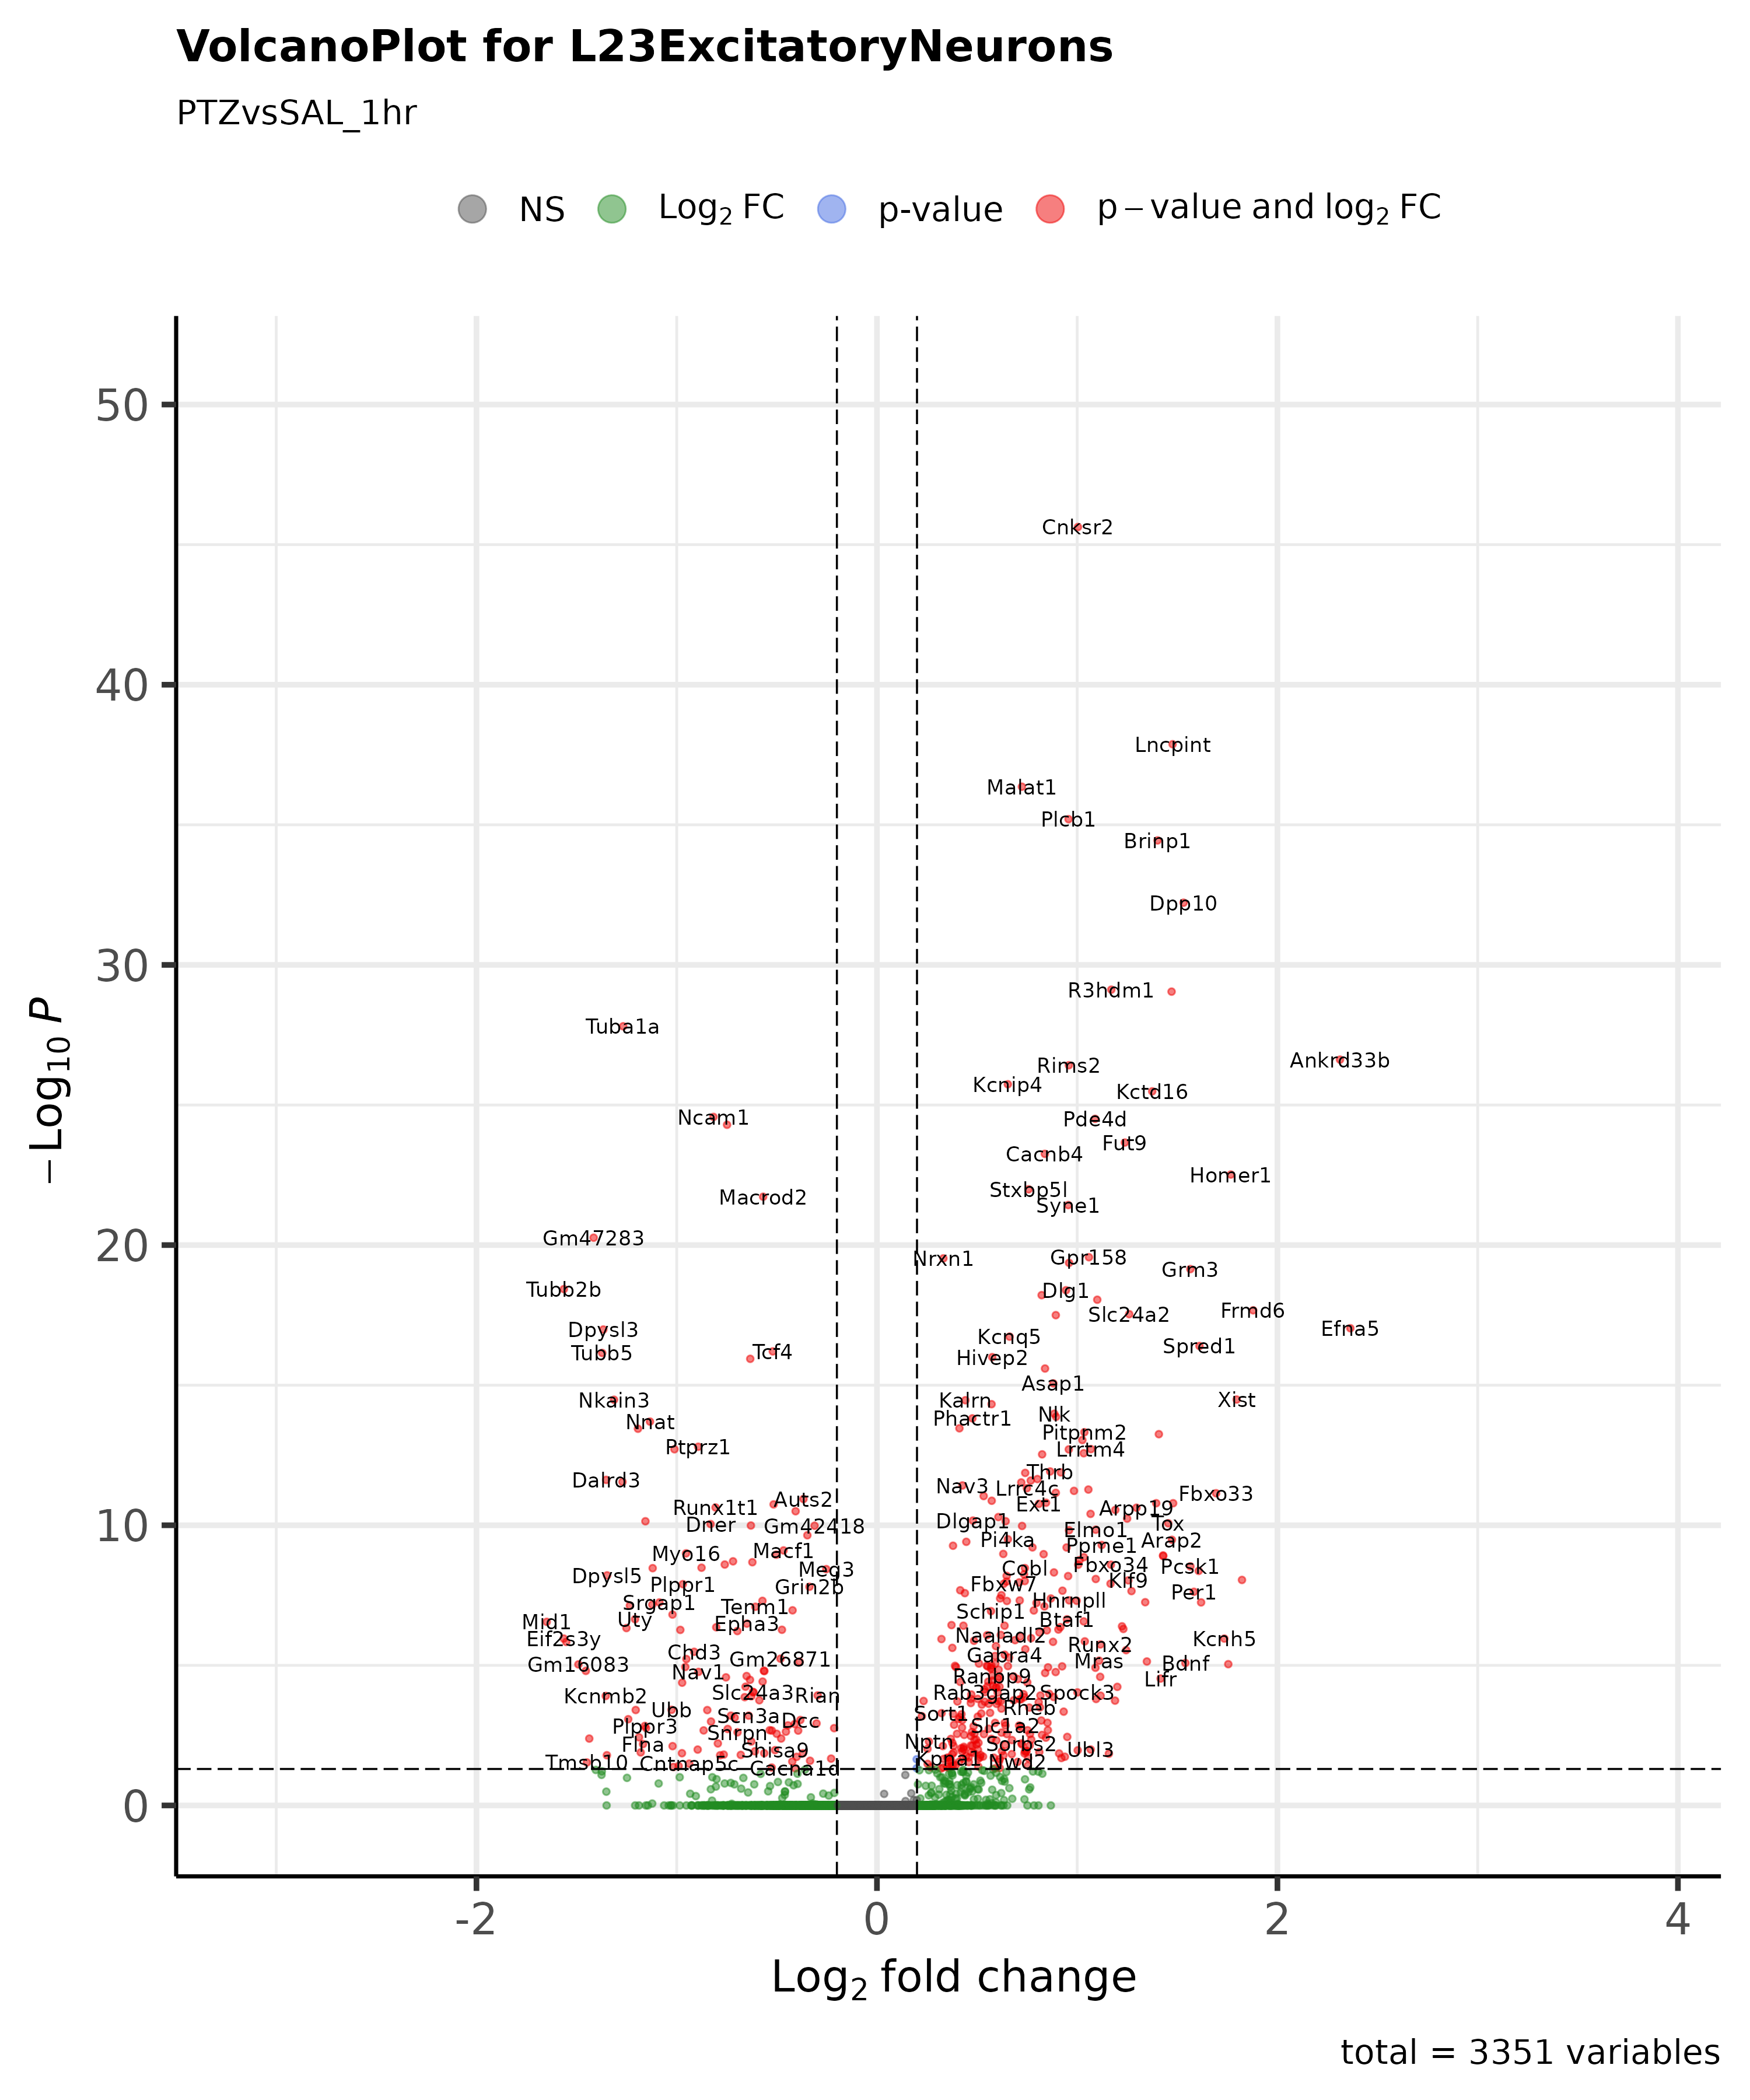 VolcanoPlot for L23ExcitatoryNeurons
PTZvsSAL_1hr
NS Log2 FC p-value p − value and log2 FC
50
40
30
20
10
0
−Log10 P
Cnksr2
Lncpint
Malat1
Plcb1
Brinp1
Dpp10
R3hdm1
Tuba1a
Ankrd33b
Rims2
Kcnip4
Kctd16
Ncam1
Pde4d
Fut9
Cacnb4
Homer1
Stxbp5l
Macrod2
Syne1
Gm47283
Nrxn1
Gpr158
Grm3
Tubb2b
Dlg1
Slc24a2
Frmd6
Efna5
Dpysl3
Kcnq5
Spred1
Tubb5
Tcf4
Hivep2
Asap1
Nkain3
Kalrn
Xist
Nnat
Phactr1
Nlk
Pitpnm2
Ptprz1
Lrrtm4
Dalrd3
Thrb
Nav3
Lrrc4c
Fbxo33
Runx1t1
Auts2
Ext1
Arpp19
Dner
Gm42418
Dlgap1
Elmo1
Tox
Pi4ka
Ppme1
Arap2
Myo16
Macf1
Fbxo34
Pcsk1
Dpysl5
Meg3
Cobl
Klf9
Plppr1
Grin2b
Fbxw7
Per1
Srgap1
Tenm1
Schip1
Hnrnpll
Mid1
Uty
Epha3
Btaf1
Eif2s3y
Naaladl2
Runx2
Kcnh5
Gm16083
Chd3
Nav1
Gm26871
Gabra4
Mras
Bdnf
Ranbp9
Lifr
Kcnmb2
Slc24a3
Rian
Rab3gap2
Spock3
Ubb
Scn3a
Dcc
Sort1
Rheb
Plppr3
Snrpn
Slc1a2
Flna
Shisa9
Nptn
Sorbs2
Ubl3
Tmsb10
Cntnap5c
Cacna1d
Kpna1
Nwd2
-2 0 2 4
Log2 fold change
total = 3351 variables